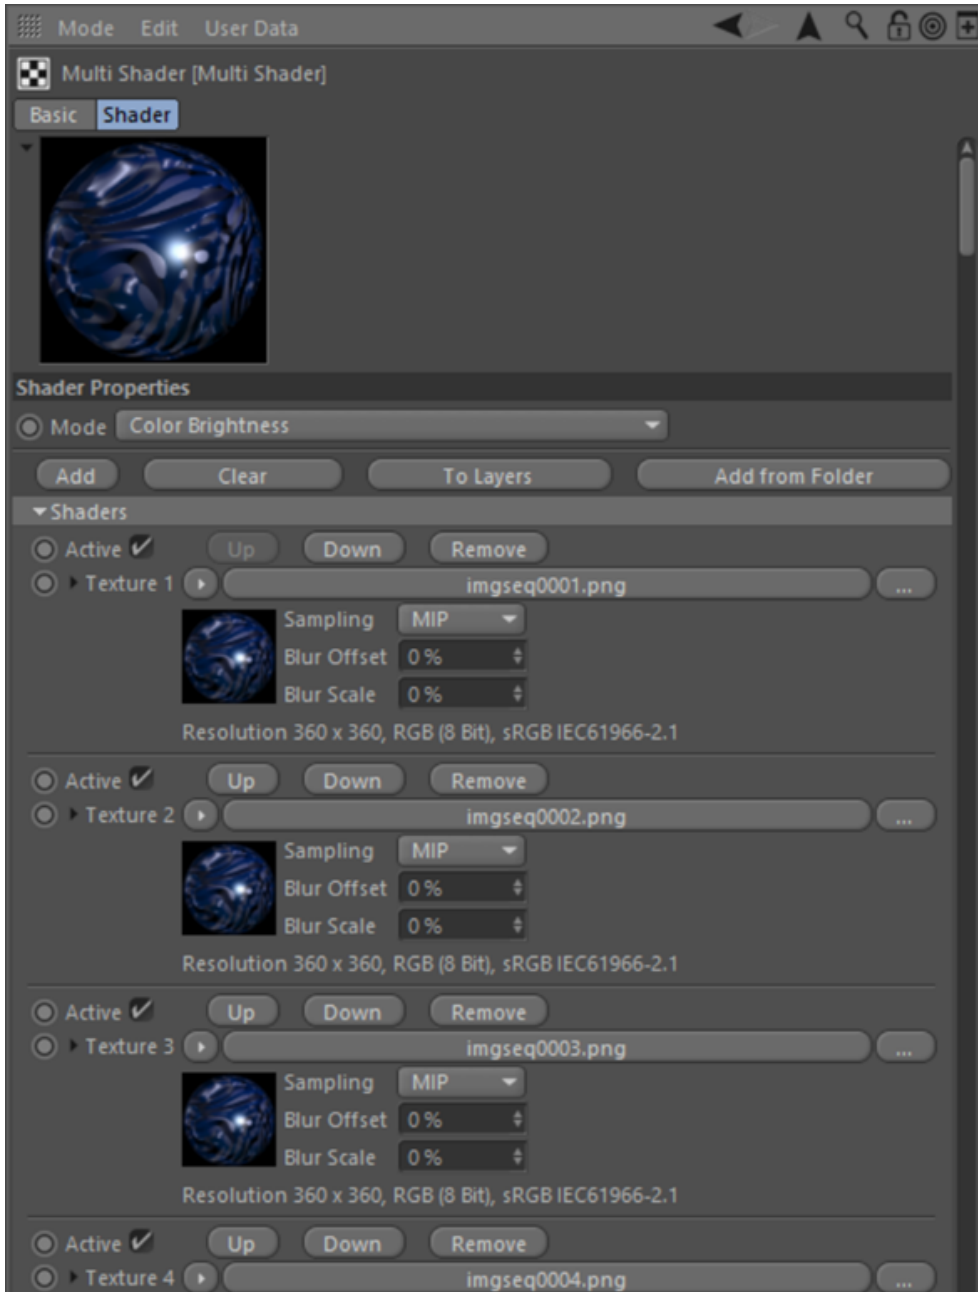 Mode Edit User Data
Multi Shader [Multi Shader]
Basic Shader
Shader Properties
Mode Color Brightness
Add Clear To Layers Add from Folder
Shaders
Active Up Down Remove
Texture 1 imgseq0001.png ...
Sampling MIP
Blur Offset 0 %
Blur Scale 0 %
Resolution 360 x 360, RGB (8 Bit), sRGB IEC61966-2.1
Active Up Down Remove
Texture 2 imgseq0002.png ...
Sampling MIP
Blur Offset 0 %
Blur Scale 0 %
Resolution 360 x 360, RGB (8 Bit), sRGB IEC61966-2.1
Active Up Down Remove
Texture 3 imgseq0003.png ...
Sampling MIP
Blur Offset 0 %
Blur Scale 0 %
Resolution 360 x 360, RGB (8 Bit), sRGB IEC61966-2.1
Active Up Down Remove
Texture 4 imgseq0004.png ...